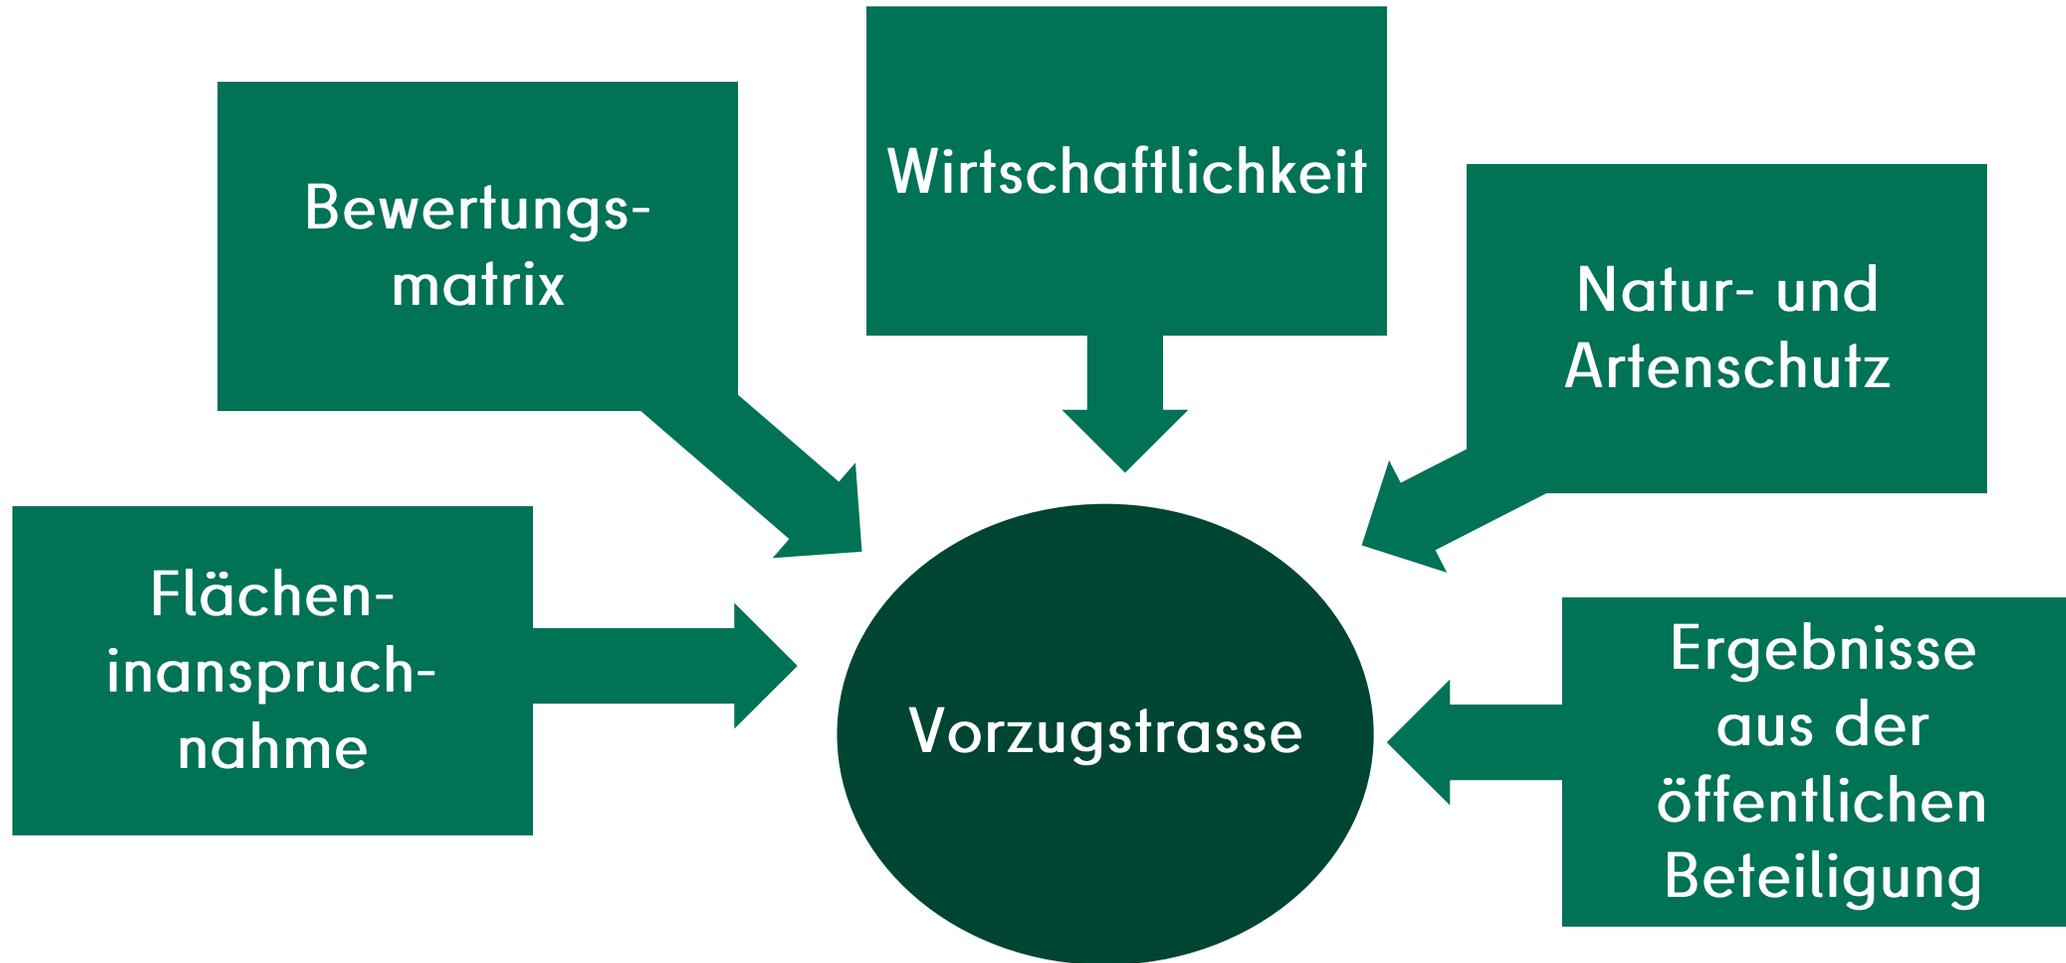 Wirtschaftlichkeit
Bewertungs-
matrix
Natur- und
Artenschutz
Flächen-
inanspruch-
nahme
Ergebnisse
aus der
öffentlichen
Beteiligung
Vorzugstrasse